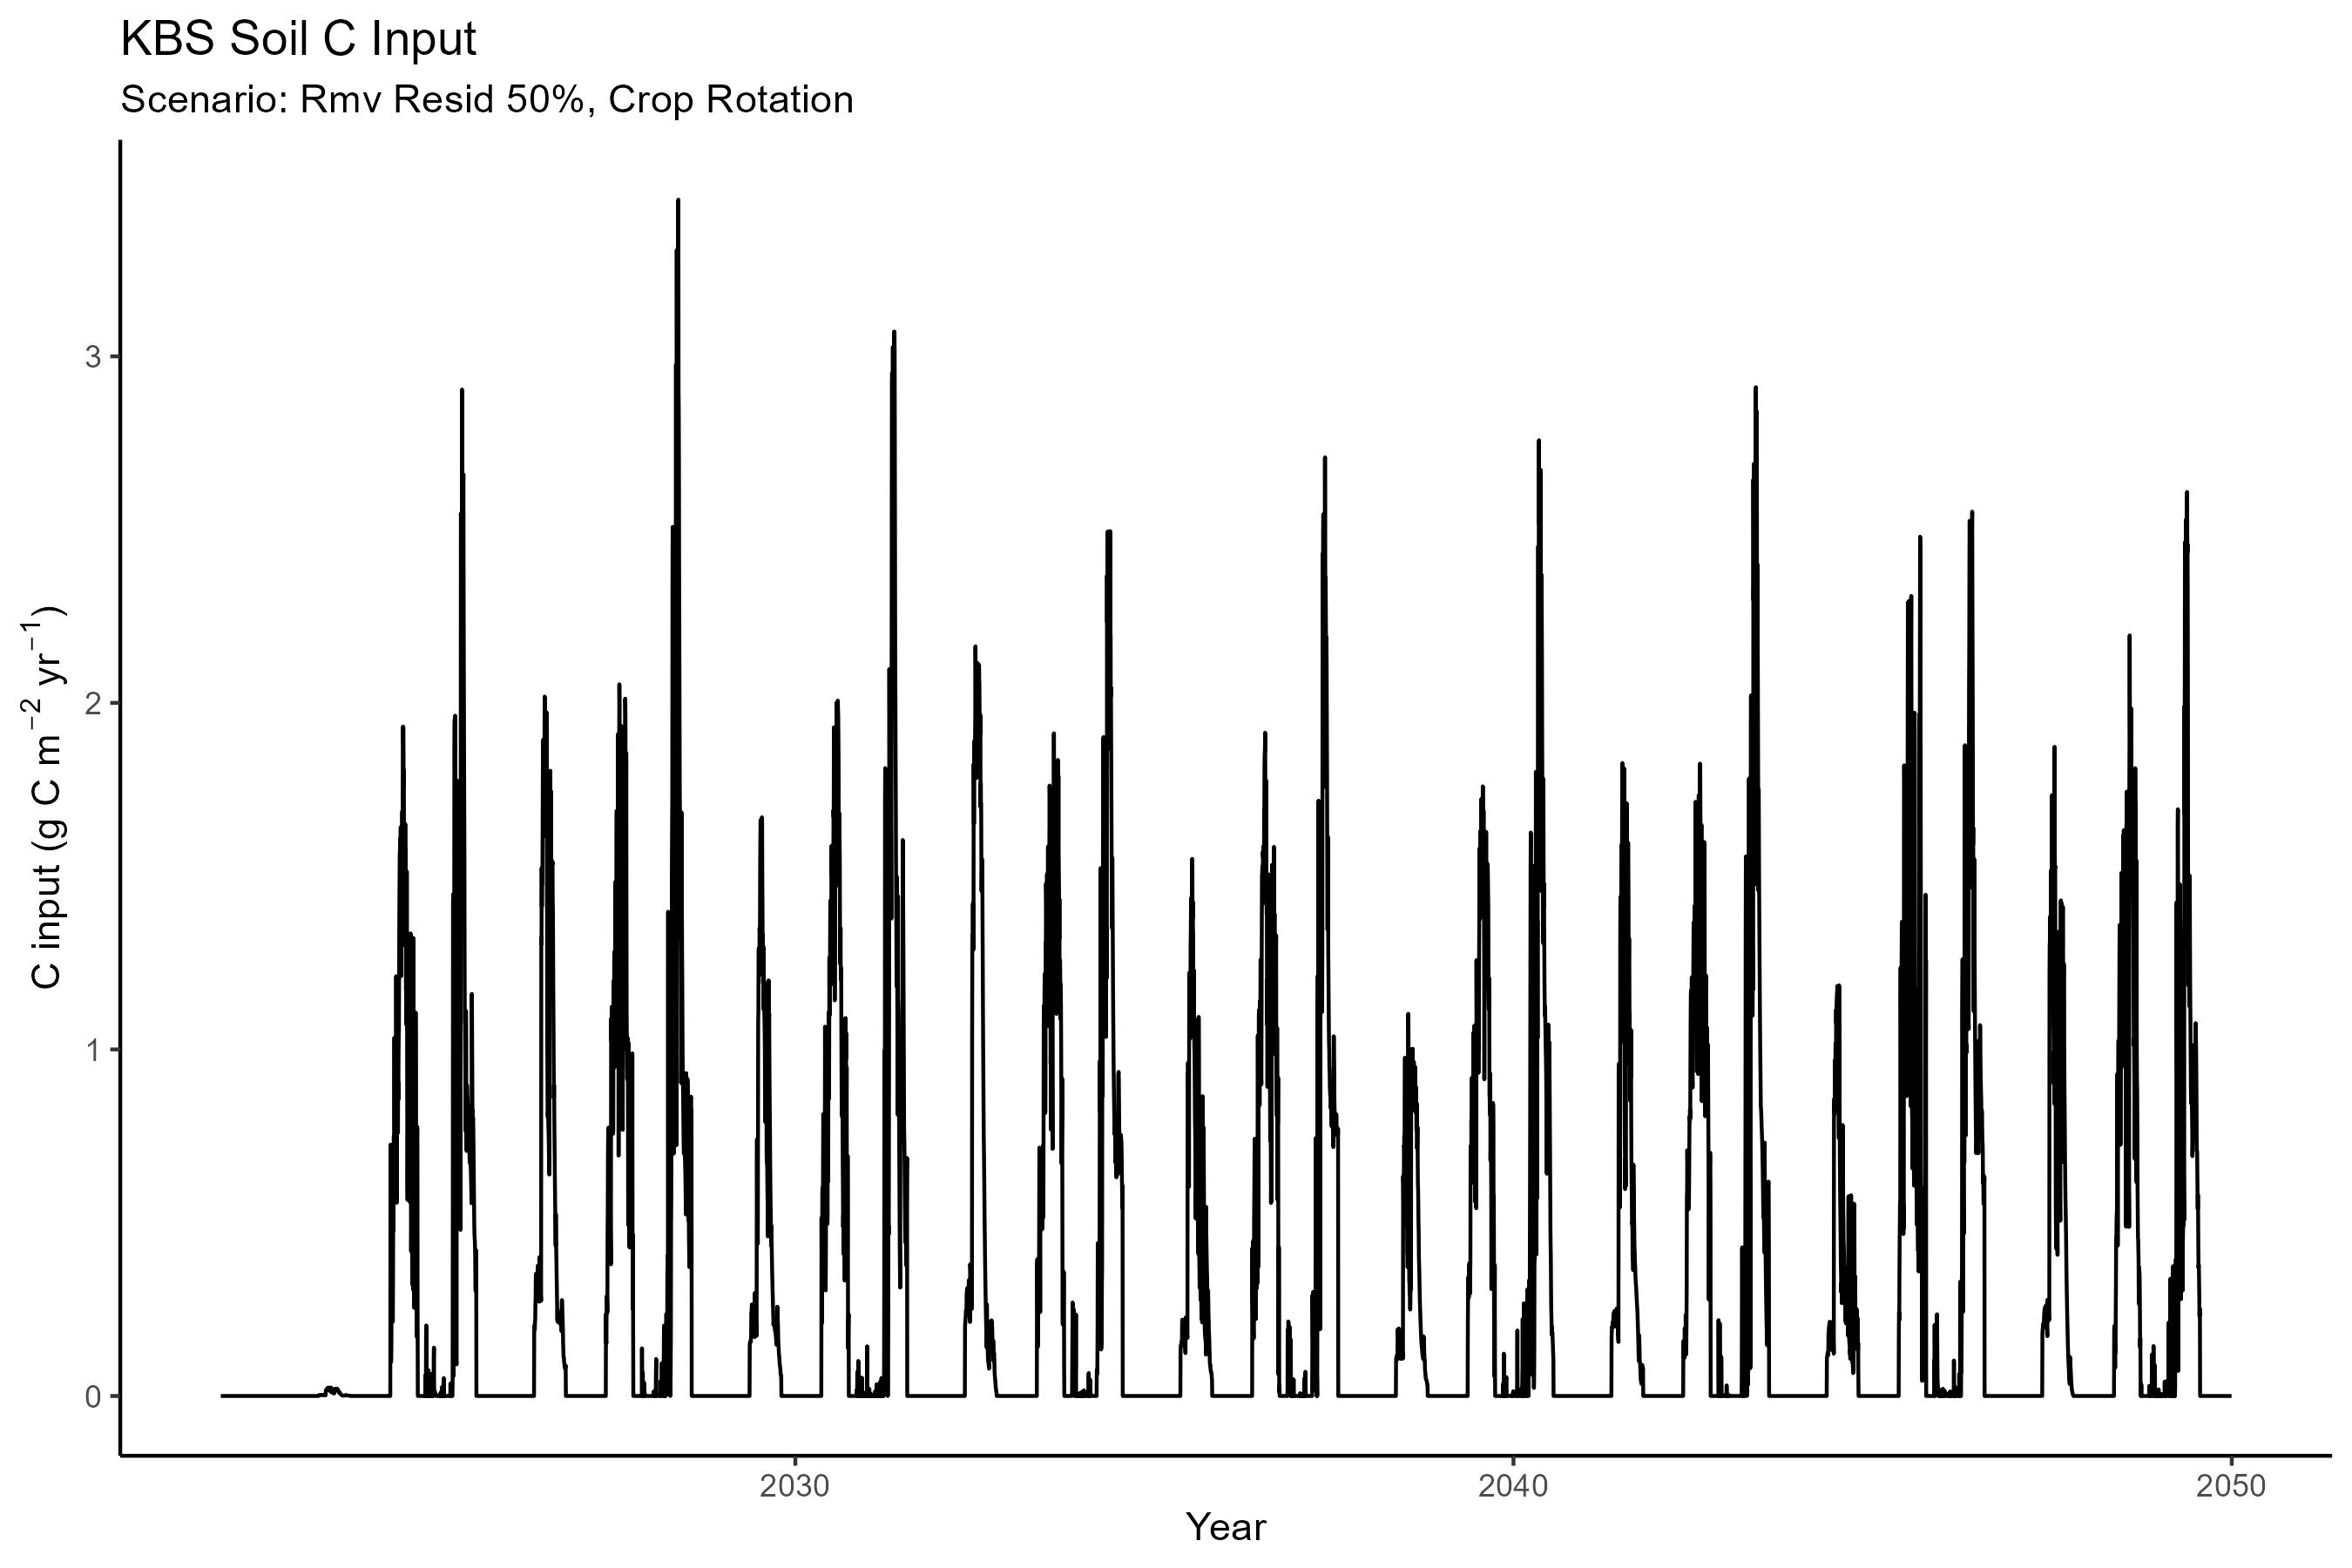 KBS Soil C Input
Scenario: Rmv Resid 50%, Crop Rotation
C input (g C m⁻² yr⁻¹)
3
2
1
0
2030
2040
2050
Year